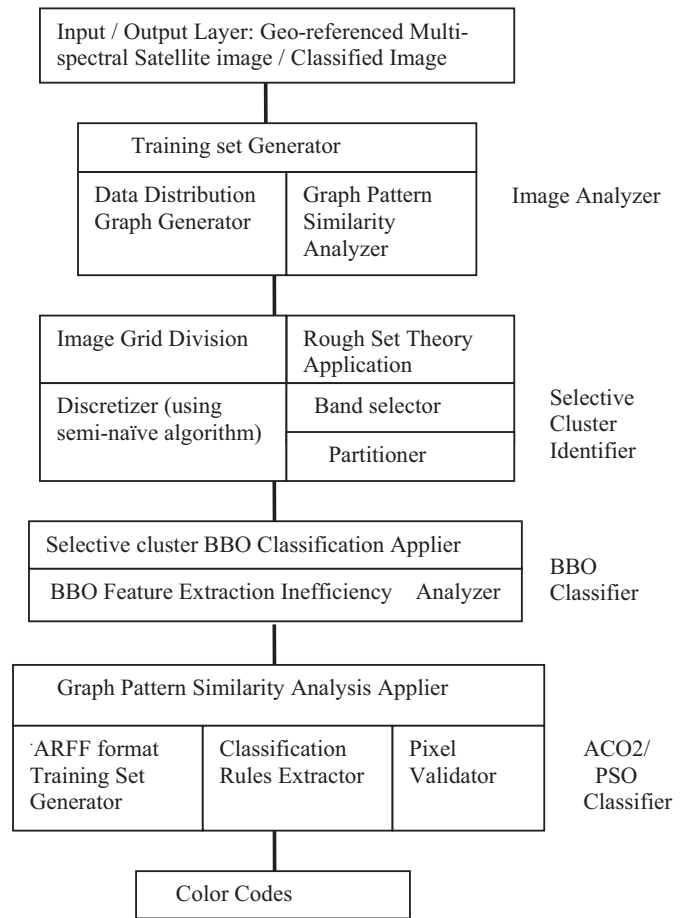 Input / Output Layer: Geo-referenced Multi-
spectral Satellite image / Classified Image
Training set Generator
Data Distribution
Graph Generator
Graph Pattern
Similarity
Analyzer
Image Analyzer
Image Grid Division
Rough Set Theory
Application
Discretizer (using
semi-naïve algorithm)
Band selector
Partitioner
Selective
Cluster
Identifier
Selective cluster BBO Classification Applier
BBO Feature Extraction Inefficiency Analyzer
BBO
Classifier
Graph Pattern Similarity Analysis Applier
ARFF format
Training Set
Generator
Classification
Rules Extractor
Pixel
Validator
ACO2/
PSO
Classifier
Color Codes